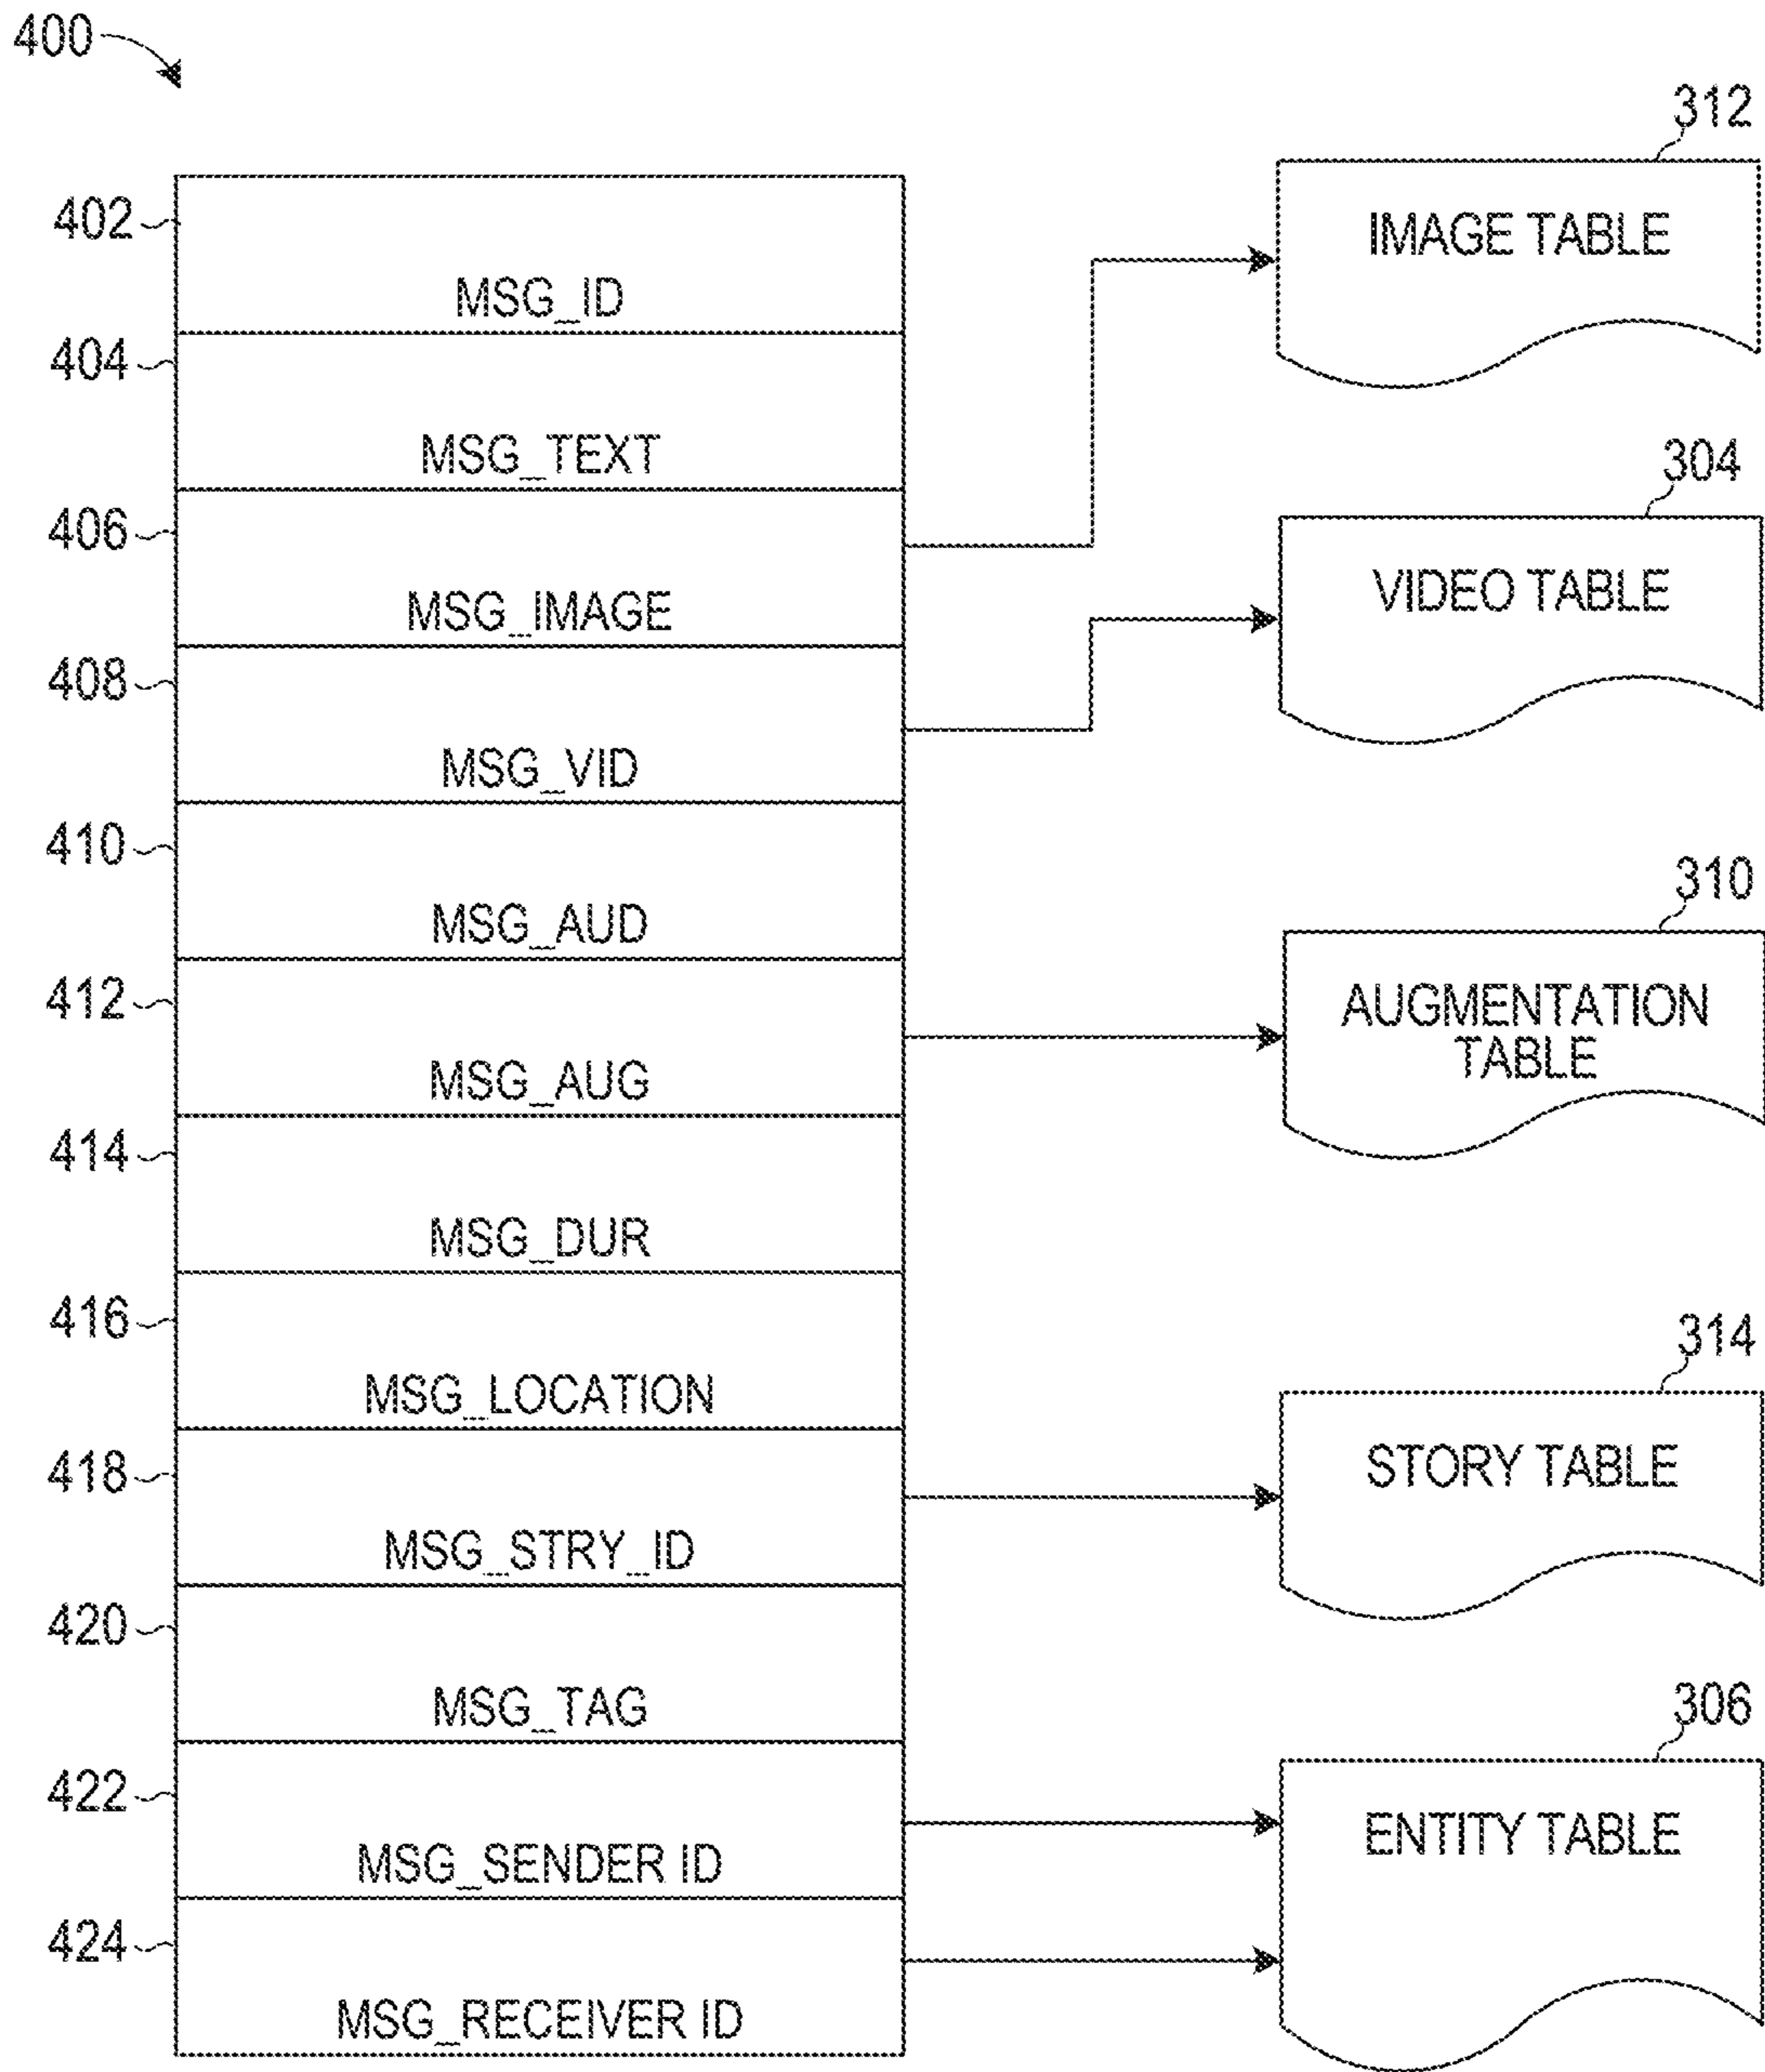 400
312
402
IMAGE TABLE
MSG_ID
404
MSG_TEXT
304
406
VIDEO TABLE
MSG_IMAGE
408
MSG_VID
410
310
MSG_AUD
412
AUGMENTATION
TABLE
MSG_AUG
414
MSG_DUR
416
314
MSG_LOCATION
418
STORY TABLE
MSG_STRY_ID
420
MSG_TAG
306
422
ENTITY TABLE
MSG_SENDER ID
424
MSG_RECEIVER ID